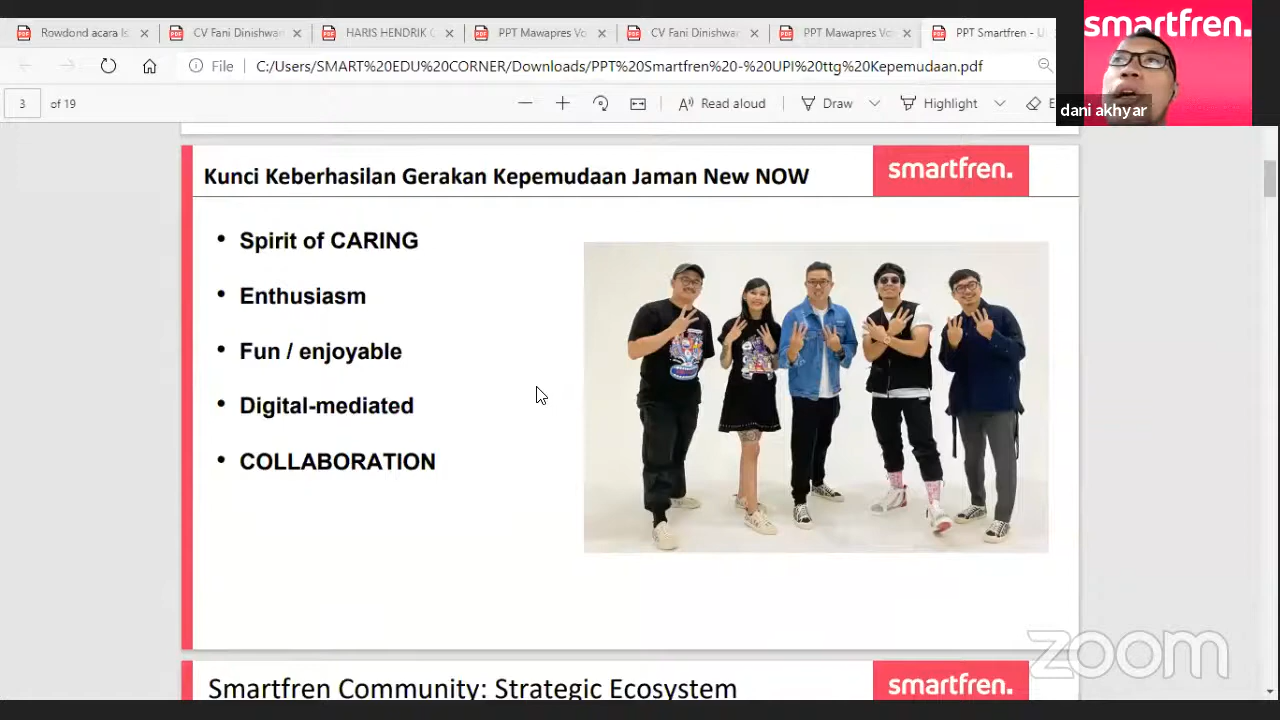 Rowdond acara Is
CV Fani Dinishwar
HARIS HENDRIK
PPT Mawapres Vo
CV Fani Dinishwar
PPT Mawapres Vo
PPT Smartfren - U
File
C:/Users/SMART%20EDU%20CORNER/Downloads/PPT%20Smartfren%20-%20UPI%20ttg%20Kepemudaan.pdf
3 of 19
Read aloud
Draw
Highlight
smartfren.
dani akhyar
Kunci Keberhasilan Gerakan Kepemudaan Jaman New NOW
smartfren.
• Spirit of CARING
• Enthusiasm
• Fun / enjoyable
• Digital-mediated
• COLLABORATION
zoom
Smartfren Community: Strategic Ecosystem
smartfren.